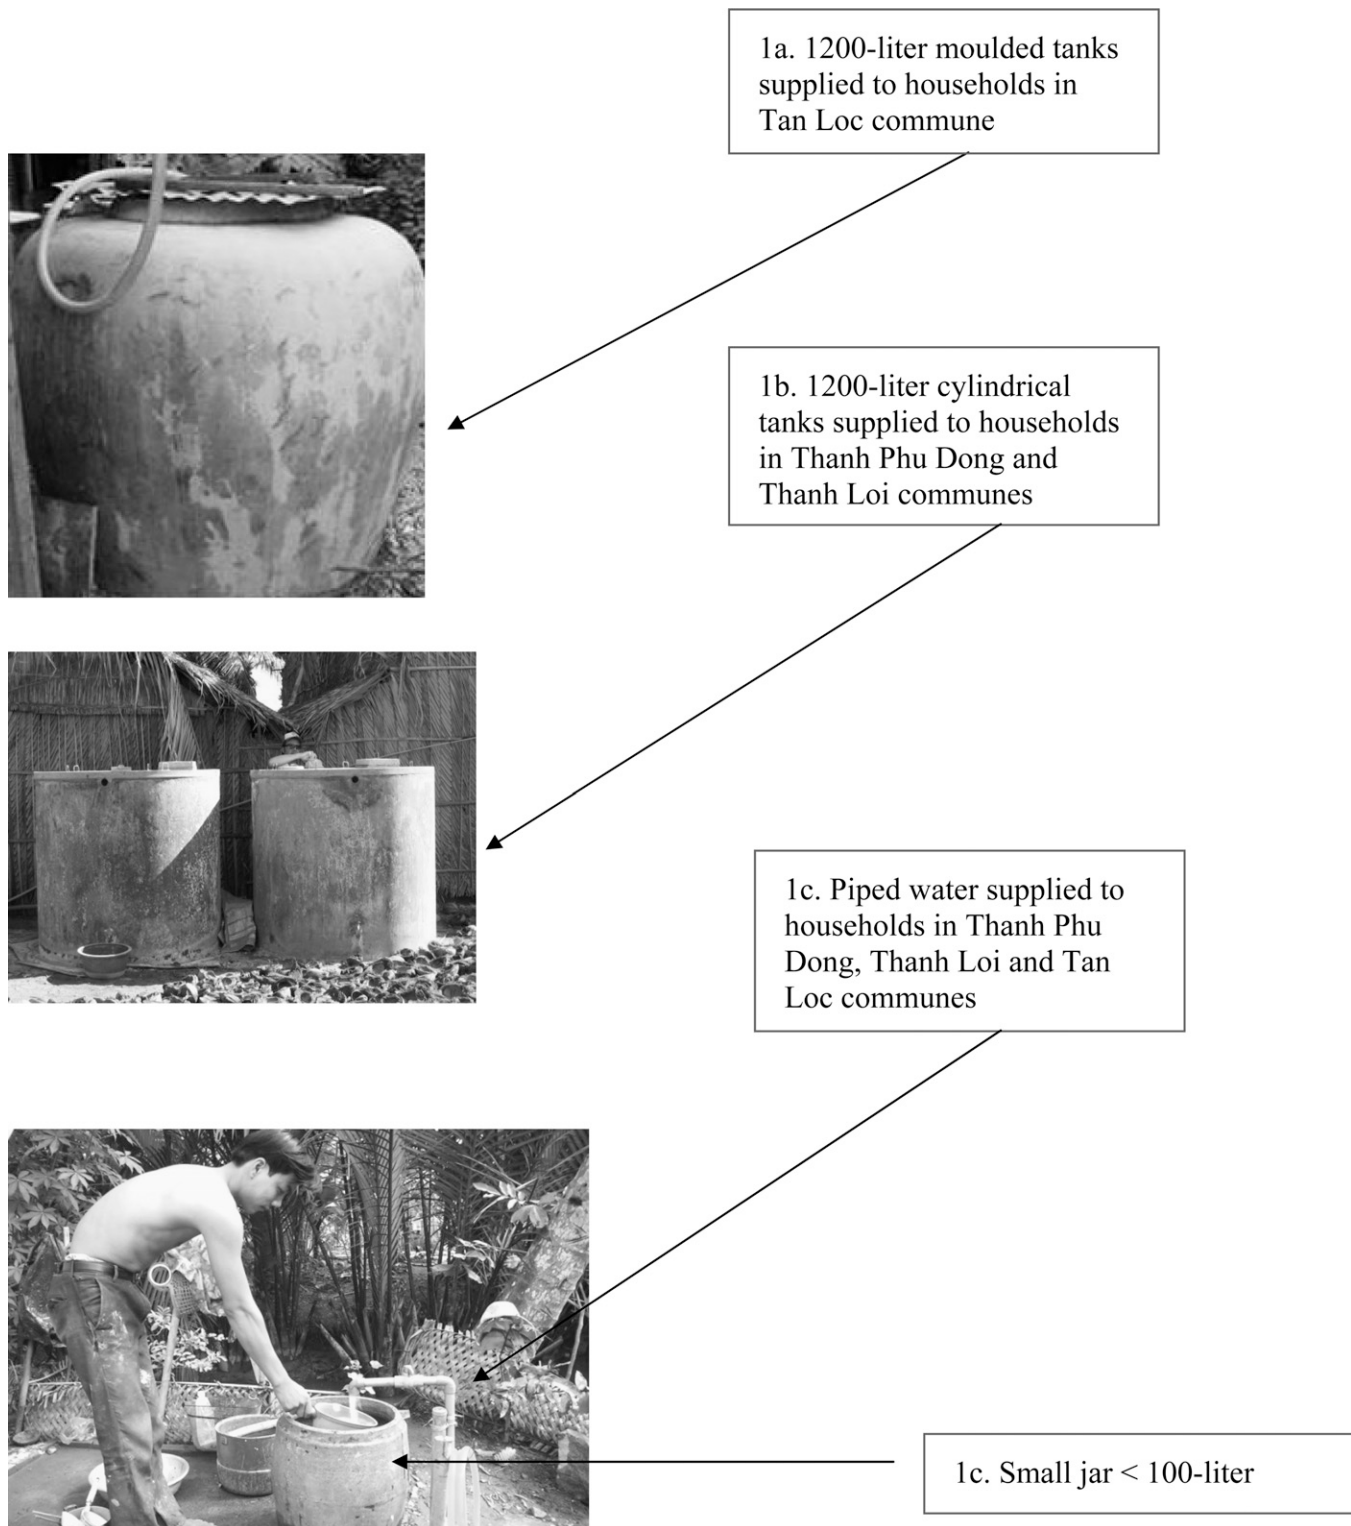 1a. 1200-liter moulded tanks
supplied to households in
Tan Loc commune
1b. 1200-liter cylindrical
tanks supplied to households
in Thanh Phu Dong and
Thanh Loi communes
1c. Piped water supplied to
households in Thanh Phu
Dong, Thanh Loi and Tan
Loc communes
1c. Small jar < 100-liter